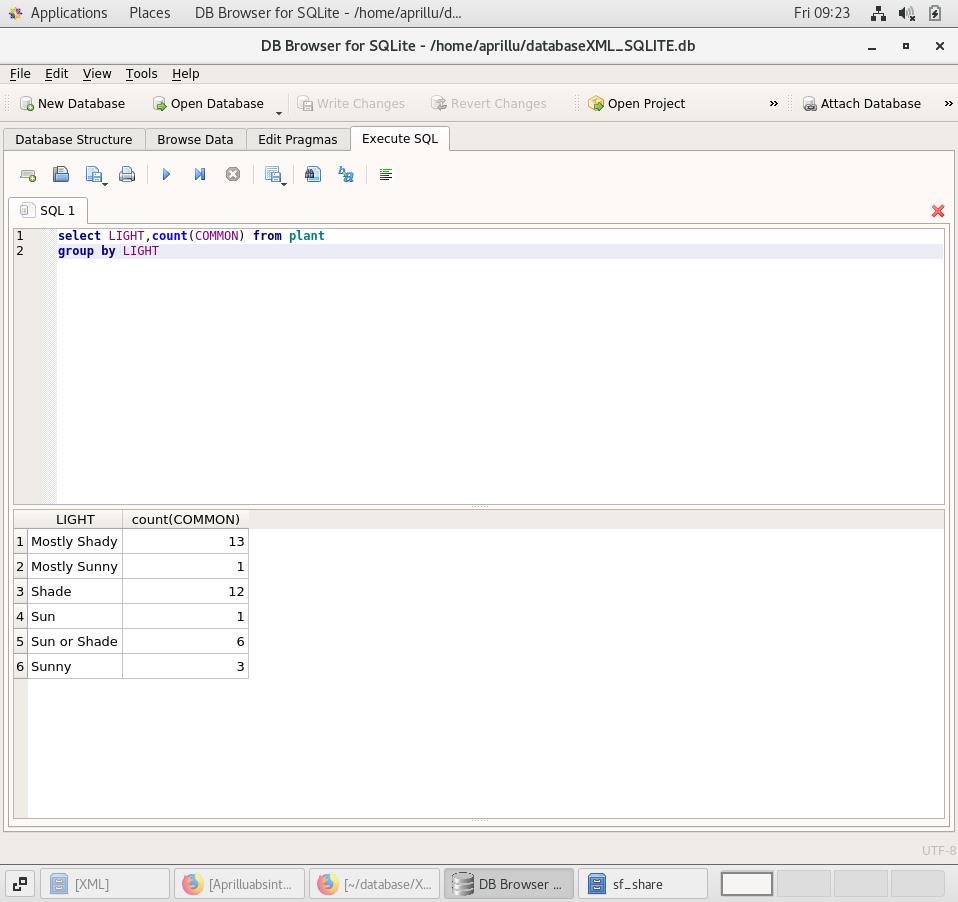 Applications Places DB Browser for SQLite - /home/aprillu/d... Fri 09:23
DB Browser for SQLite - /home/aprillu/databaseXML_SQLITE.db
File Edit View Tools Help
New Database Open Database Write Changes Revert Changes Open Project » Attach Database »
Database Structure Browse Data Edit Pragmas Execute SQL
SQL 1
1 select LIGHT,count(COMMON) from plant
2 group by LIGHT
LIGHT count(COMMON)
1 Mostly Shady 13
2 Mostly Sunny 1
3 Shade 12
4 Sun 1
5 Sun or Shade 6
6 Sunny 3
UTF-8
[XML] [Aprilluabsint... [~/database/X... DB Browser ... sf_share